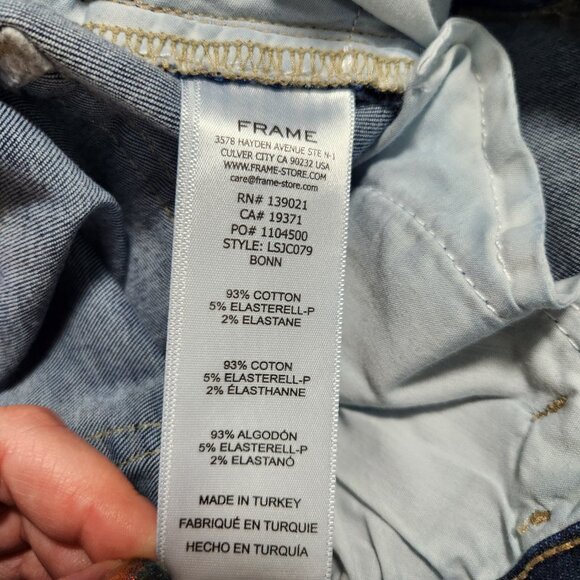 FRAME
3578 HAYDEN AVENUE STE N-1
CULVER CITY CA 90232 USA
WWW.FRAME-STORE.COM
care@frame-store.com
RN# 139021
CA# 19371
PO# 1104500
STYLE: LSJC079
BONN
93% COTTON
5% ELASTERELL-P
2% ELASTANE
93% COTON
5% ELASTERELL-P
2% ÉLASTHANNE
93% ALGODÓN
5% ELASTERELL-P
2% ELASTANÓ
MADE IN TURKEY
FABRIQUÉ EN TURQUIE
HECHO EN TURQUÍA